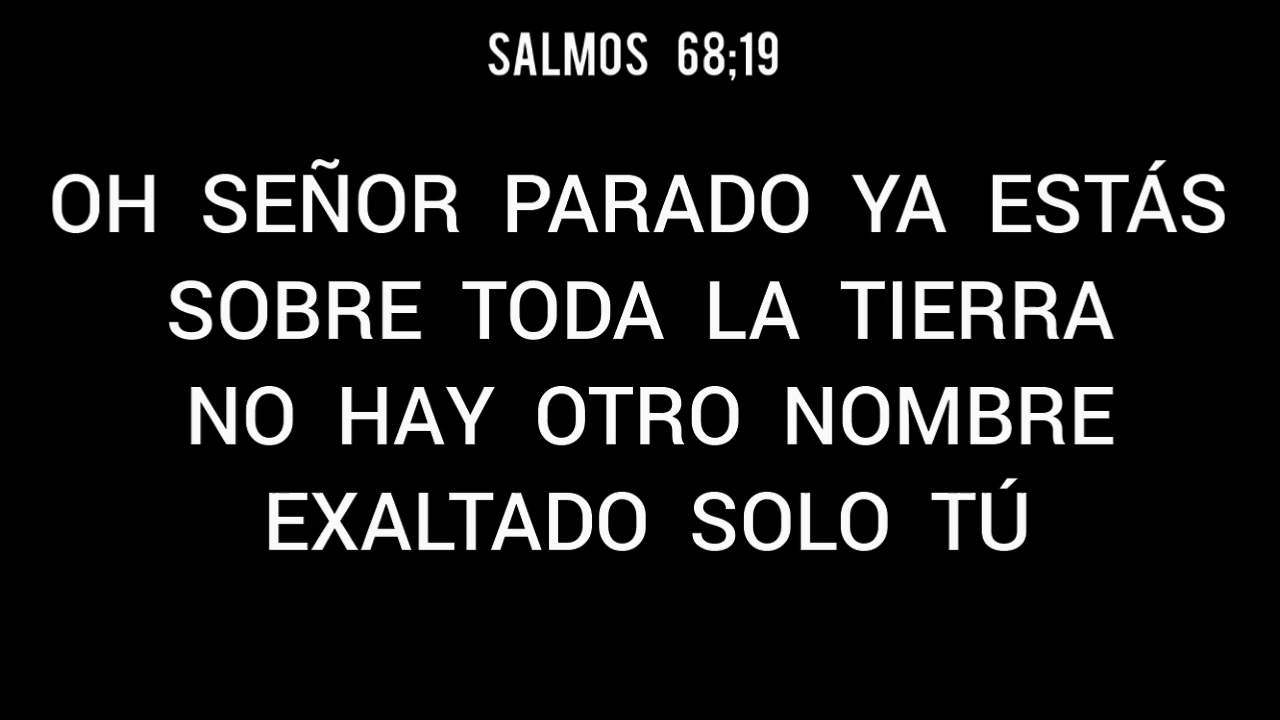 SALMOS 68;19
OH SEÑOR PARADO YA ESTÁS
SOBRE TODA LA TIERRA
NO HAY OTRO NOMBRE
EXALTADO SOLO TÚ